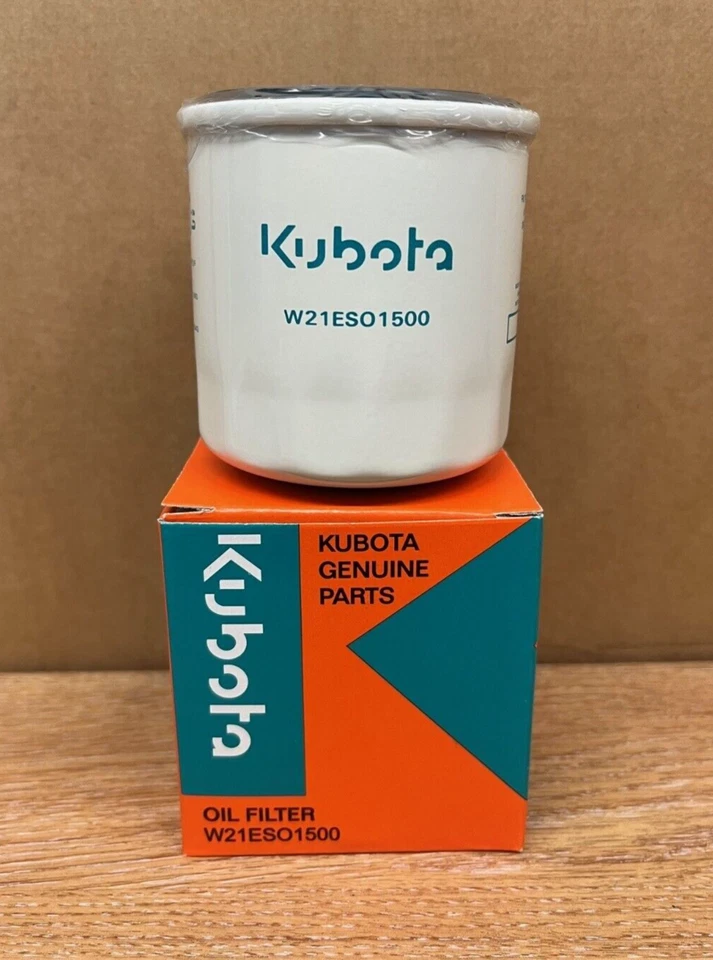 Kubota
W21ESO1500
Kubota
KUBOTA
GENUINE
PARTS
OIL FILTER
W21ESO1500